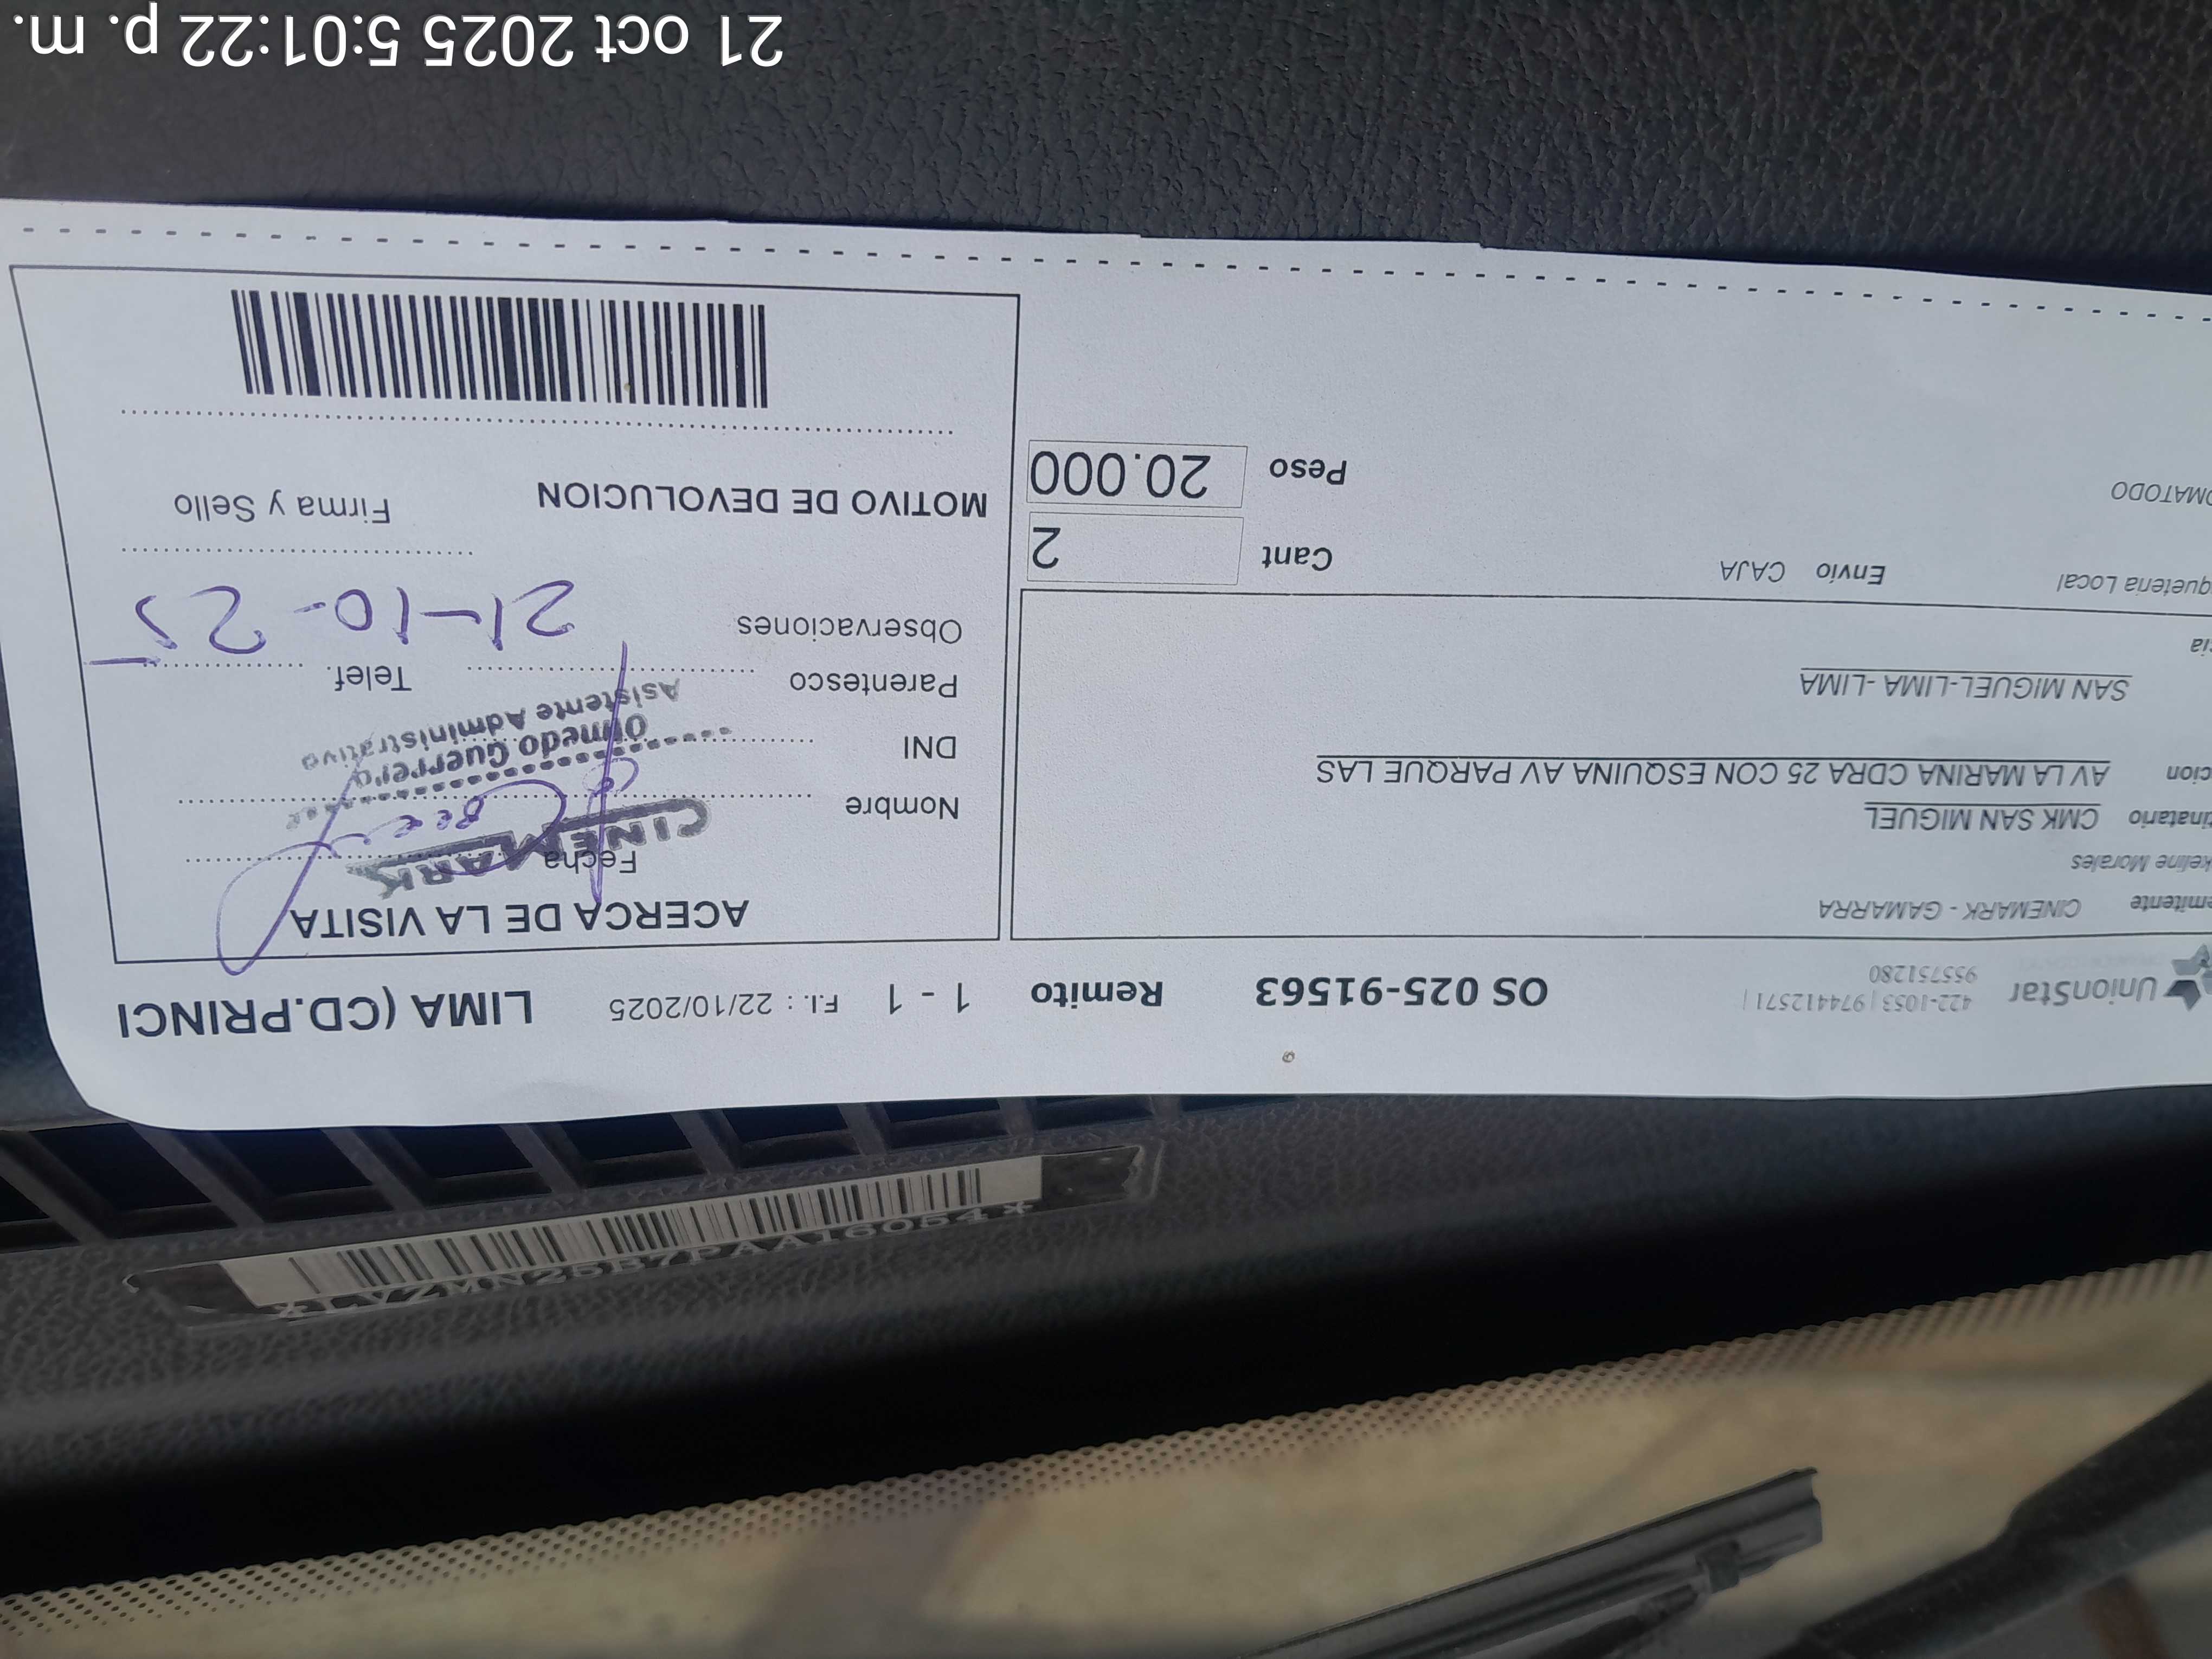 UnionStar
422-1053 | 974412571 |
955751280
OS 025-91563
Remito
1 - 1
F.I. : 22/10/2025
LIMA (CD.PRINCI
emitente CINEMARK - GAMARRA
keline Morales
tinatario CMK SAN MIGUEL
cion AV LA MARINA CDRA 25 CON ESQUINA AV PARQUE LAS
SAN MIGUEL-LIMA -LIMA
cia
queteria Local
Envío CAJA
Cant 2
OMATODO
Peso 20.000
ACERCA DE LA VISITA
Fecha
CINEMARK
Nombre
DNI
Olmedo Guerrero
Asistente Administrativo
Parentesco
Telef.
Observaciones
21-10-25
MOTIVO DE DEVOLUCION
Firma y Sello
21 oct 2025 5:01:22 p. m.